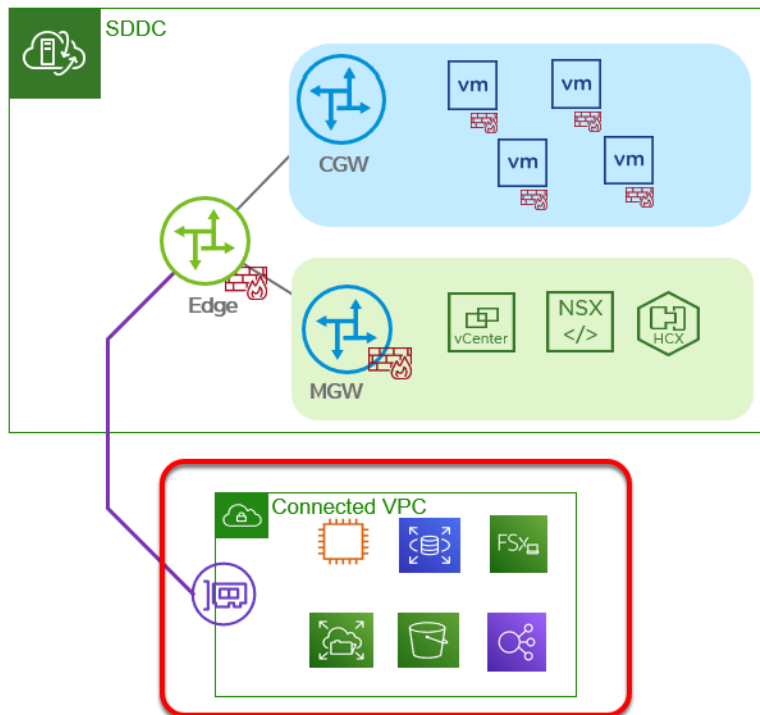 SDDC
vm
vm
CGW
vm
vm
Edge
NSX
vCenter
</>
HCX
MGW
Connected VPC
FSx